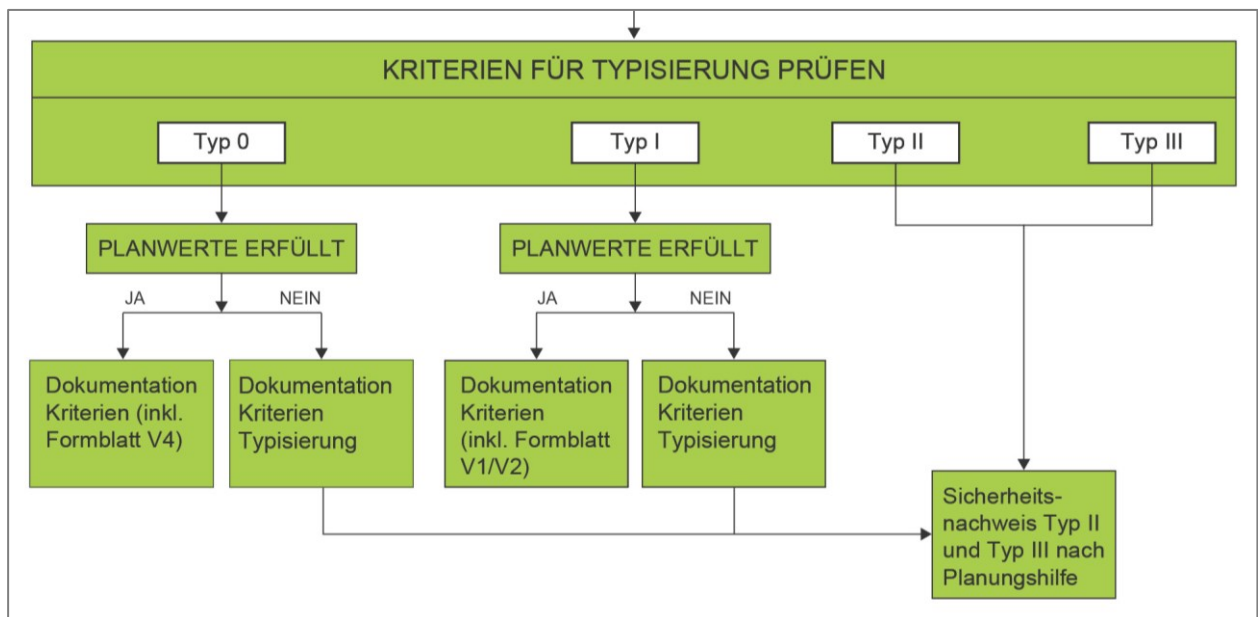 KRITERIEN FÜR TYPISIERUNG PRÜFEN
Typ 0
Typ I
Typ II
Typ III
PLANWERTE ERFÜLLT
PLANWERTE ERFÜLLT
JA
NEIN
JA
NEIN
Dokumentation
Kriterien (inkl.
Formblatt V4)
Dokumentation
Kriterien
Typisierung
Dokumentation
Kriterien
(inkl. Formblatt
V1/V2)
Dokumentation
Kriterien
Typisierung
Sicherheits-
nachweis Typ II
und Typ III nach
Planungshilfe